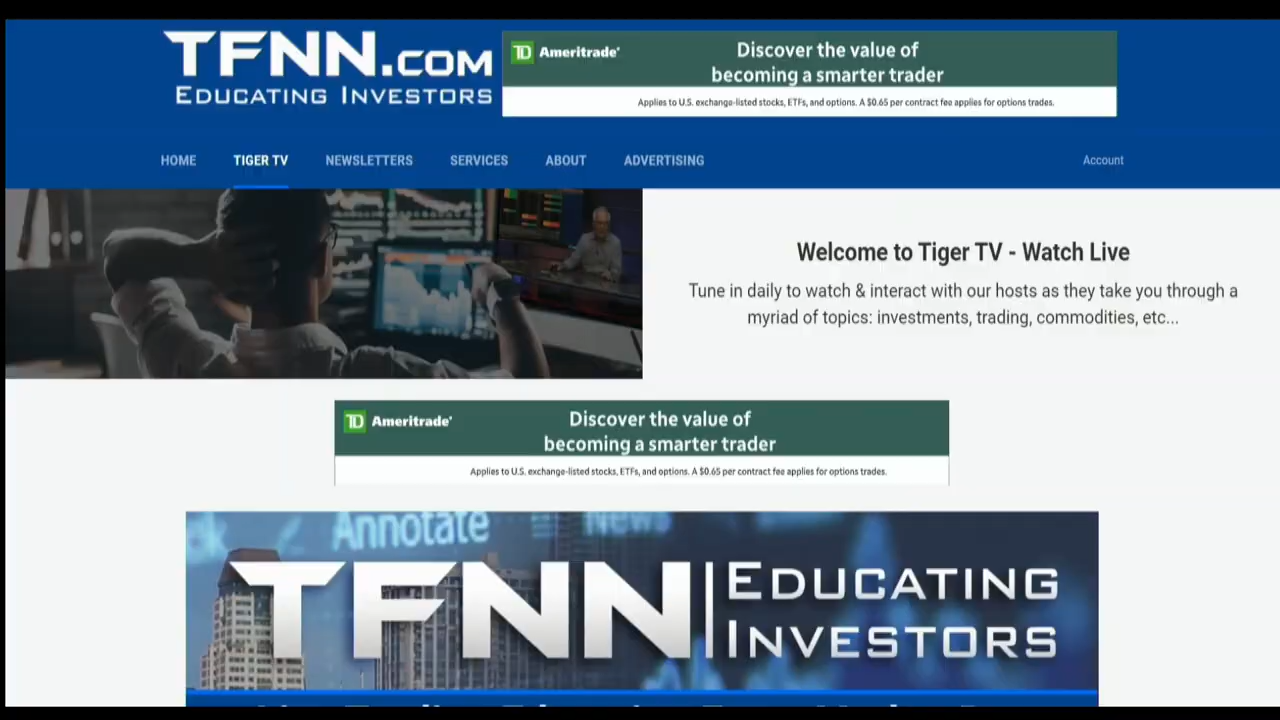 TFNN.COM
EDUCATING INVESTORS
TD Ameritrade
Discover the value of
becoming a smarter trader
Applies to U.S. exchange-listed stocks, ETFs, and options. A $0.65 per contract fee applies for options trades.
HOME TIGER TV NEWSLETTERS SERVICES ABOUT ADVERTISING Account
Welcome to Tiger TV - Watch Live
Tune in daily to watch & interact with our hosts as they take you through a
myriad of topics: investments, trading, commodities, etc...
TD Ameritrade
Discover the value of
becoming a smarter trader
Applies to U.S. exchange-listed stocks, ETFs, and options. A $0.65 per contract fee applies for options trades.
Annotate News
TFNN EDUCATING
INVESTORS